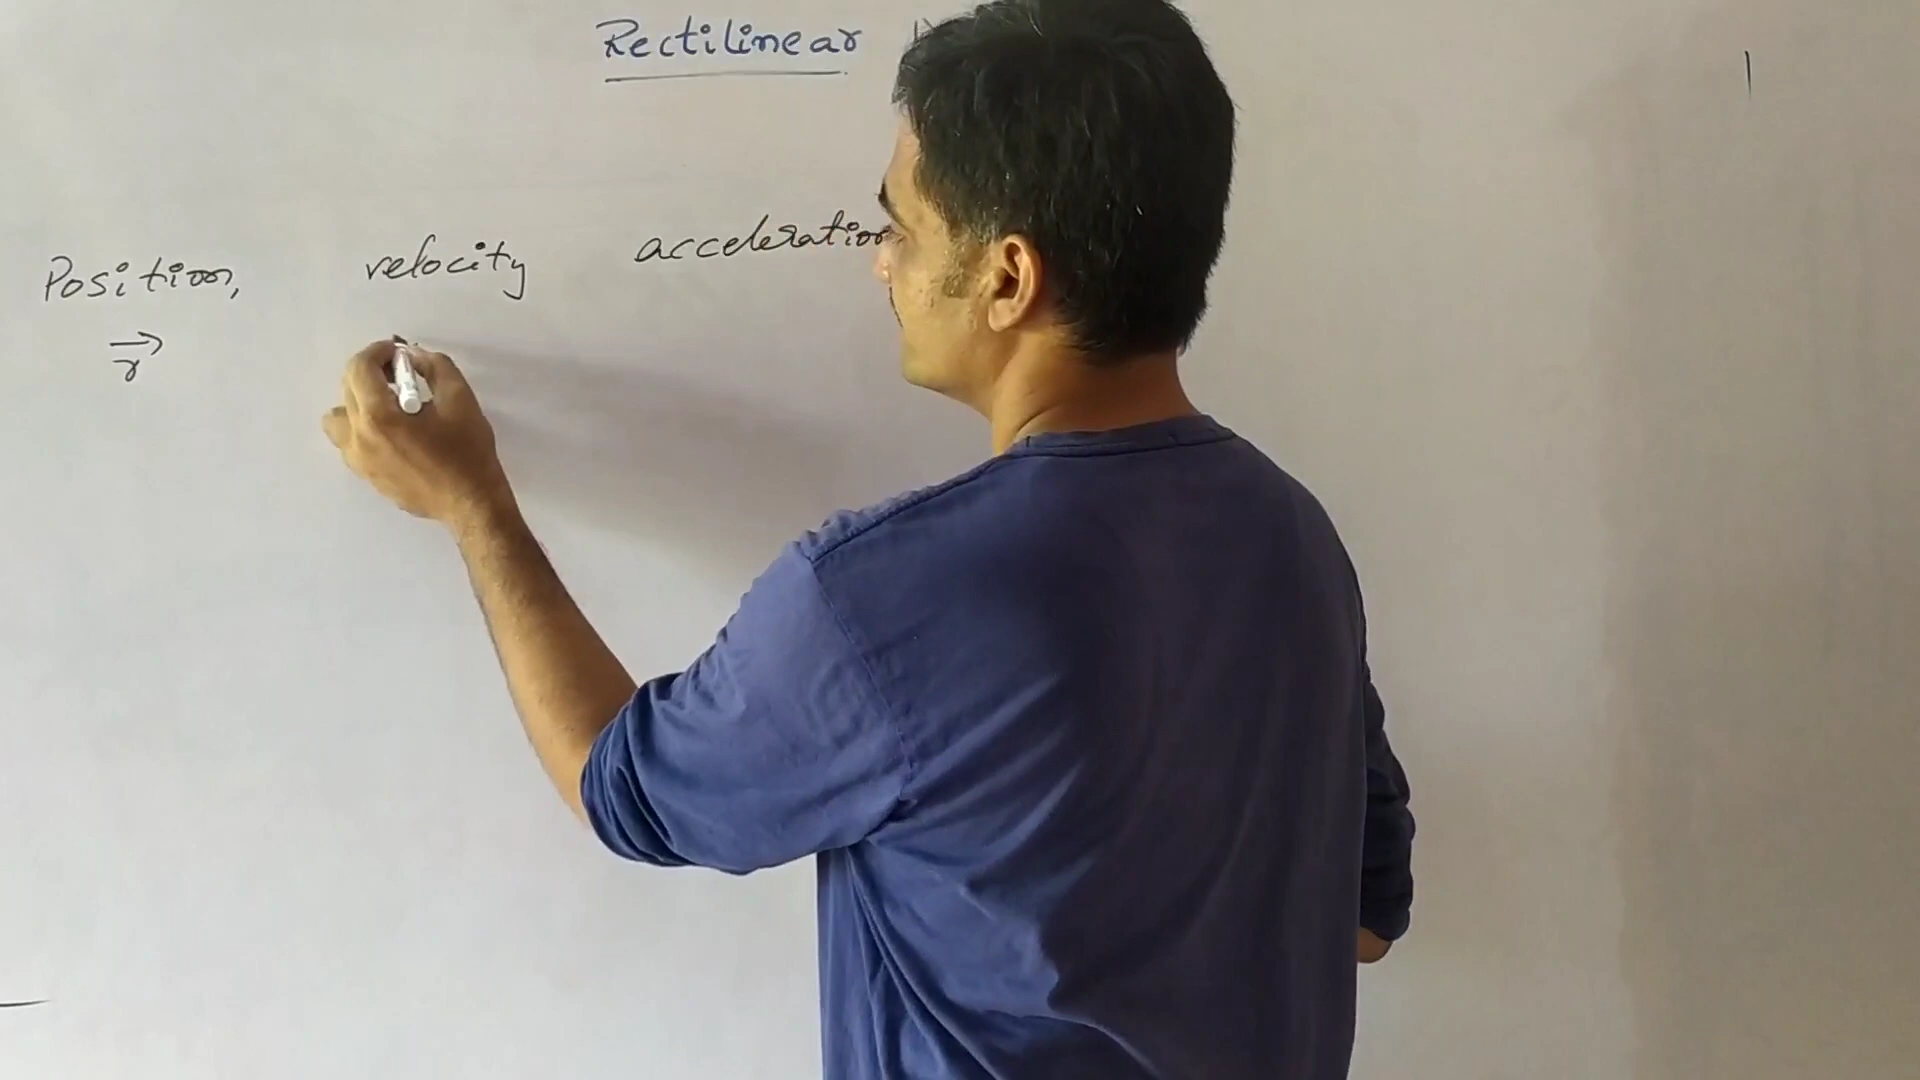 Rectilinear
Position, velocity acceleration
→
r